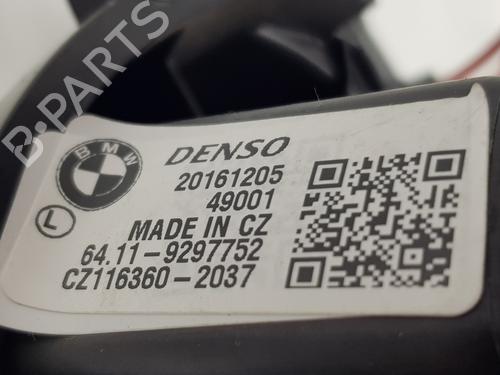 B-PARTS
BMW
DENSO
20161205
49001
L
MADE IN CZ
64.11-9297752
CZ116360-2037